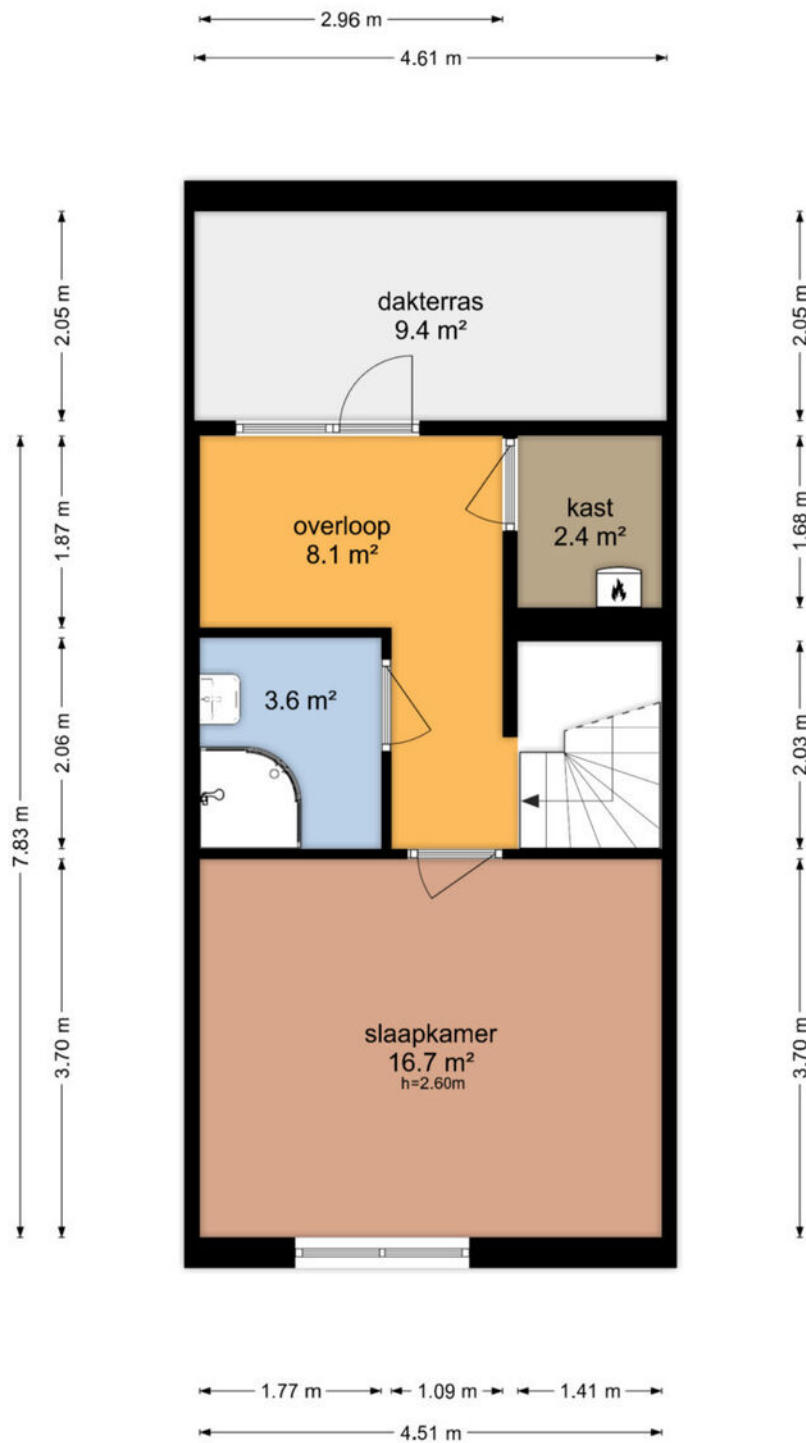 2.96 m
4.61 m
2.05 m
2.05 m
dakterras
9.4 m²
7.83 m
1.87 m
overloop
8.1 m²
kast
2.4 m²
1.68 m
2.06 m
3.6 m²
2.03 m
3.70 m
slaapkamer
16.7 m²
h=2.60m
3.70 m
1.77 m
1.09 m
1.41 m
4.51 m